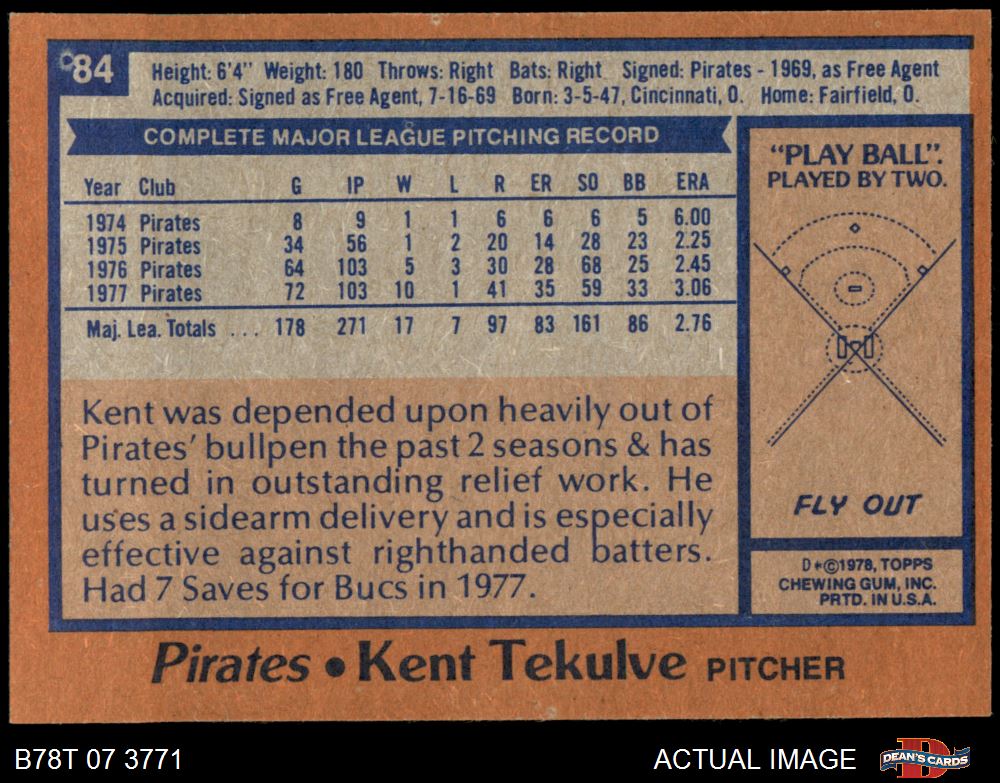 84
Height: 6'4" Weight: 180 Throws: Right Bats: Right Signed: Pirates - 1969, as Free Agent
Acquired: Signed as Free Agent, 7-16-69 Born: 3-5-47, Cincinnati, O. Home: Fairfield, O.
COMPLETE MAJOR LEAGUE PITCHING RECORD
Year Club G IP W L R ER SO BB ERA
1974 Pirates 8 9 1 1 6 6 6 5 6.00
1975 Pirates 34 56 1 2 20 14 28 23 2.25
1976 Pirates 64 103 5 3 30 28 68 25 2.45
1977 Pirates 72 103 10 1 41 35 59 33 3.06
Maj. Lea. Totals ... 178 271 17 7 97 83 161 86 2.76
Kent was depended upon heavily out of
Pirates' bullpen the past 2 seasons & has
turned in outstanding relief work. He
uses a sidearm delivery and is especially
effective against righthanded batters.
Had 7 Saves for Bucs in 1977.
"PLAY BALL".
PLAYED BY TWO.
FLY OUT
D*©1978, TOPPS
CHEWING GUM, INC.
PRTD. IN U.S.A.
Pirates • Kent Tekulve PITCHER
B78T 07 3771
ACTUAL IMAGE
DEAN'S CARDS